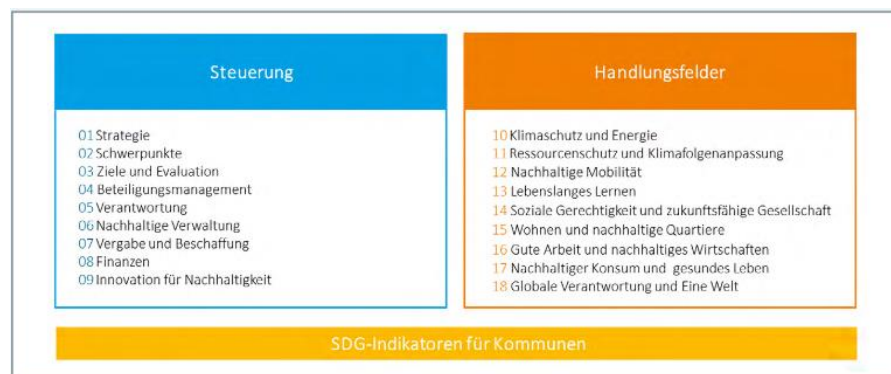 Steuerung
01 Strategie
02 Schwerpunkte
03 Ziele und Evaluation
04 Beteiligungsmanagement
05 Verantwortung
06 Nachhaltige Verwaltung
07 Vergabe und Beschaffung
08 Finanzen
09 Innovation für Nachhaltigkeit
Handlungsfelder
10 Klimaschutz und Energie
11 Ressourcenschutz und Klimafolgenanpassung
12 Nachhaltige Mobilität
13 Lebenslanges Lernen
14 Soziale Gerechtigkeit und zukunftsfähige Gesellschaft
15 Wohnen und nachhaltige Quartiere
16 Gute Arbeit und nachhaltiges Wirtschaften
17 Nachhaltiger Konsum und gesundes Leben
18 Globale Verantwortung und Eine Welt
SDG-Indikatoren für Kommunen